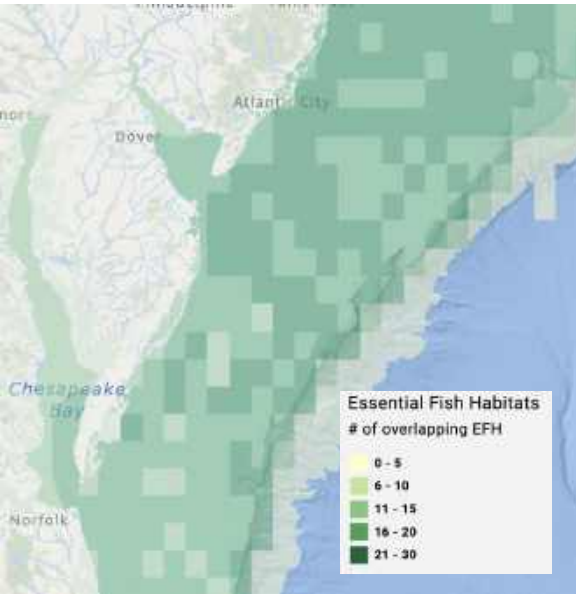 Atlantic City
Dover
Chesapeake
Bay
Norfolk
Essential Fish Habitats
# of overlapping EFH
0 - 5
6 - 10
11 - 15
16 - 20
21 - 30